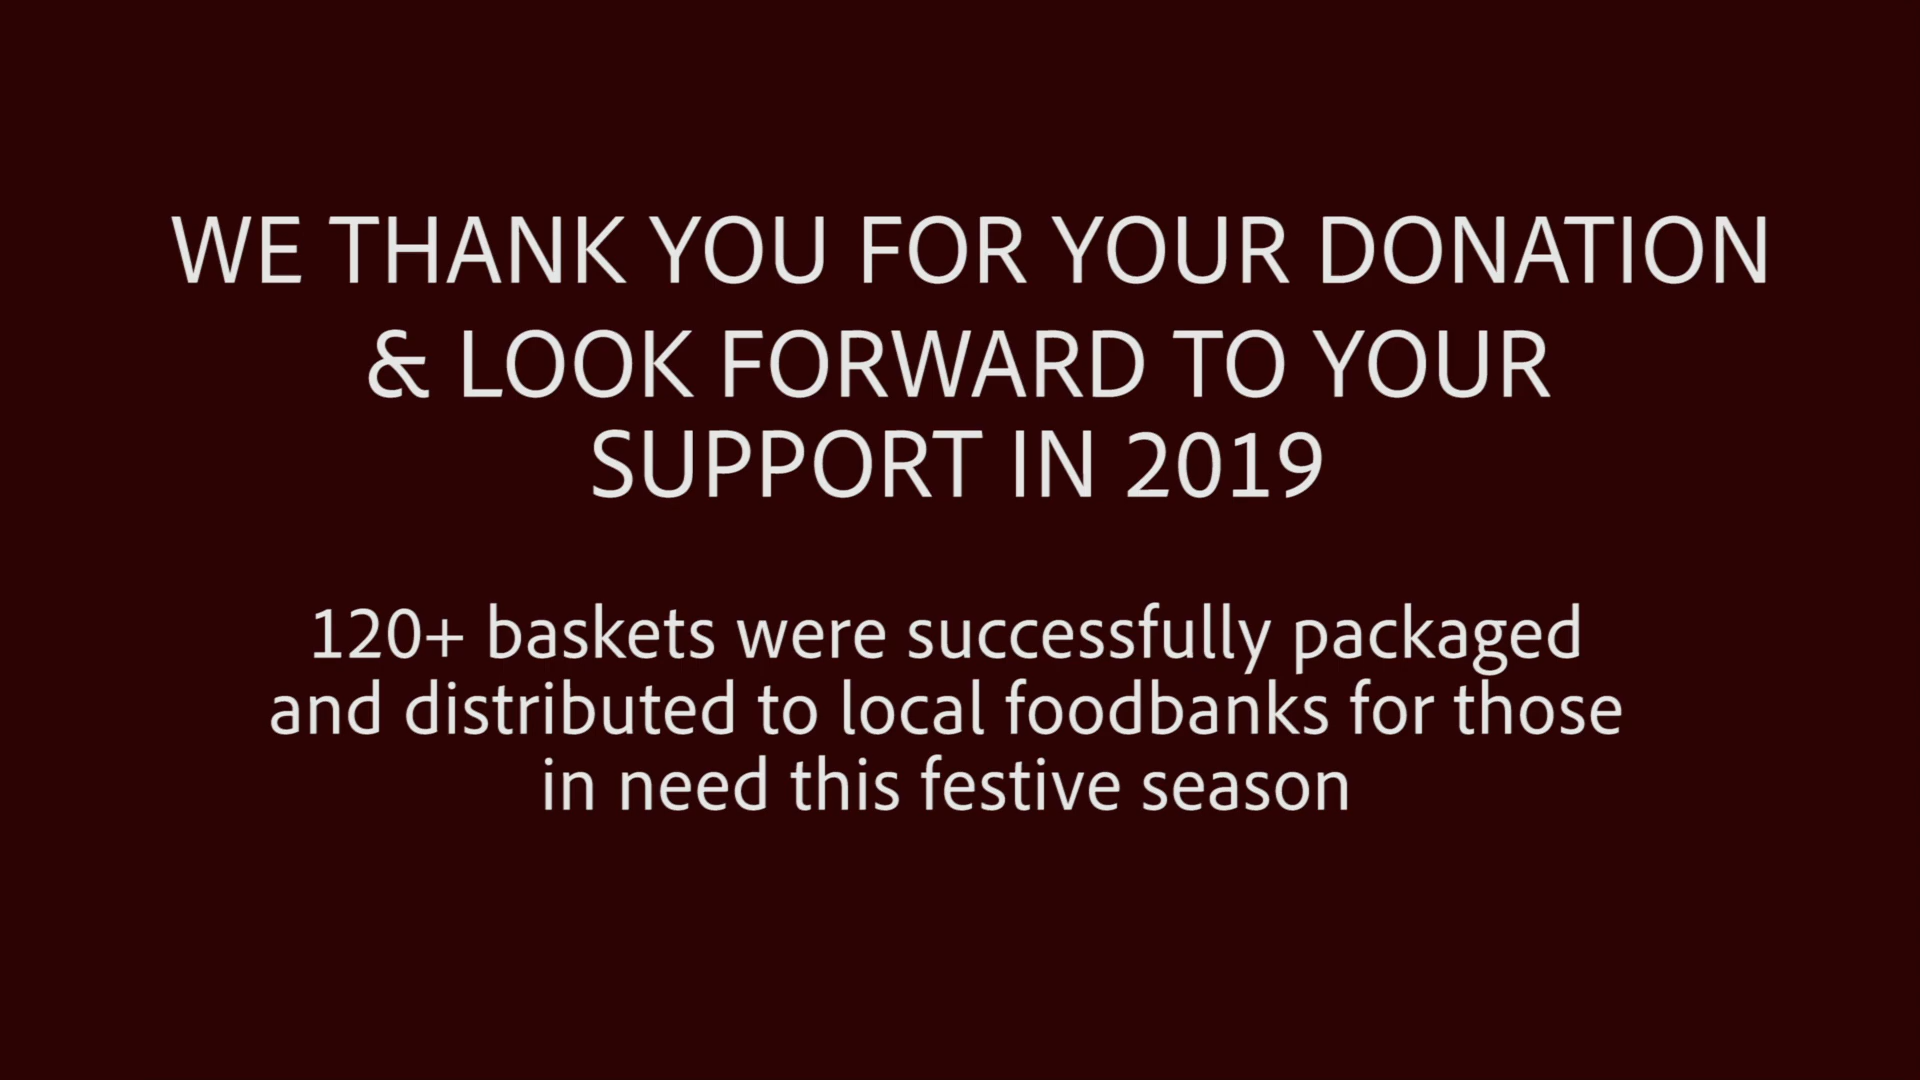 WE THANK YOU FOR YOUR DONATION
& LOOK FORWARD TO YOUR
SUPPORT IN 2019
120+ baskets were successfully packaged
and distributed to local foodbanks for those
in need this festive season